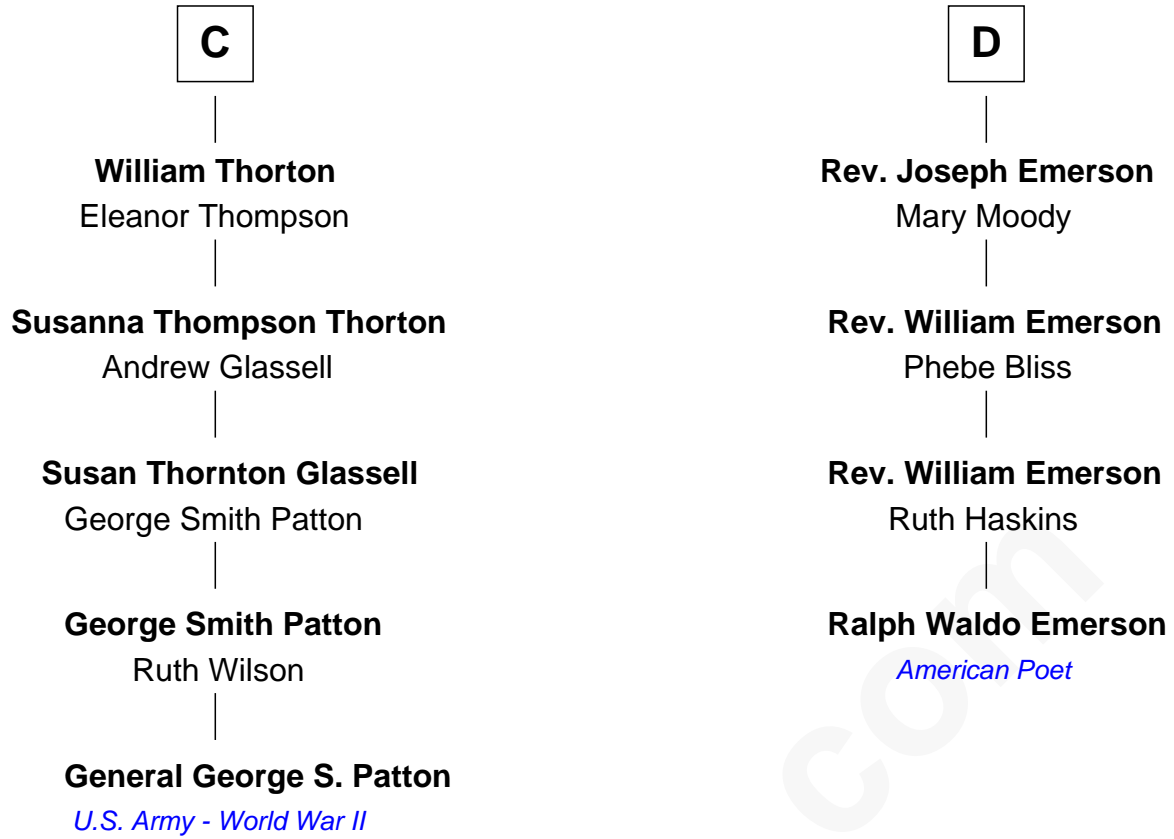 C
William Thorton
Eleanor Thompson
Susanna Thompson Thorton
Andrew Glassell
Susan Thornton Glassell
George Smith Patton
George Smith Patton
Ruth Wilson
General George S. Patton
U.S. Army - World War II
D
Rev. Joseph Emerson
Mary Moody
Rev. William Emerson
Phebe Bliss
Rev. William Emerson
Ruth Haskins
Ralph Waldo Emerson
American Poet
com